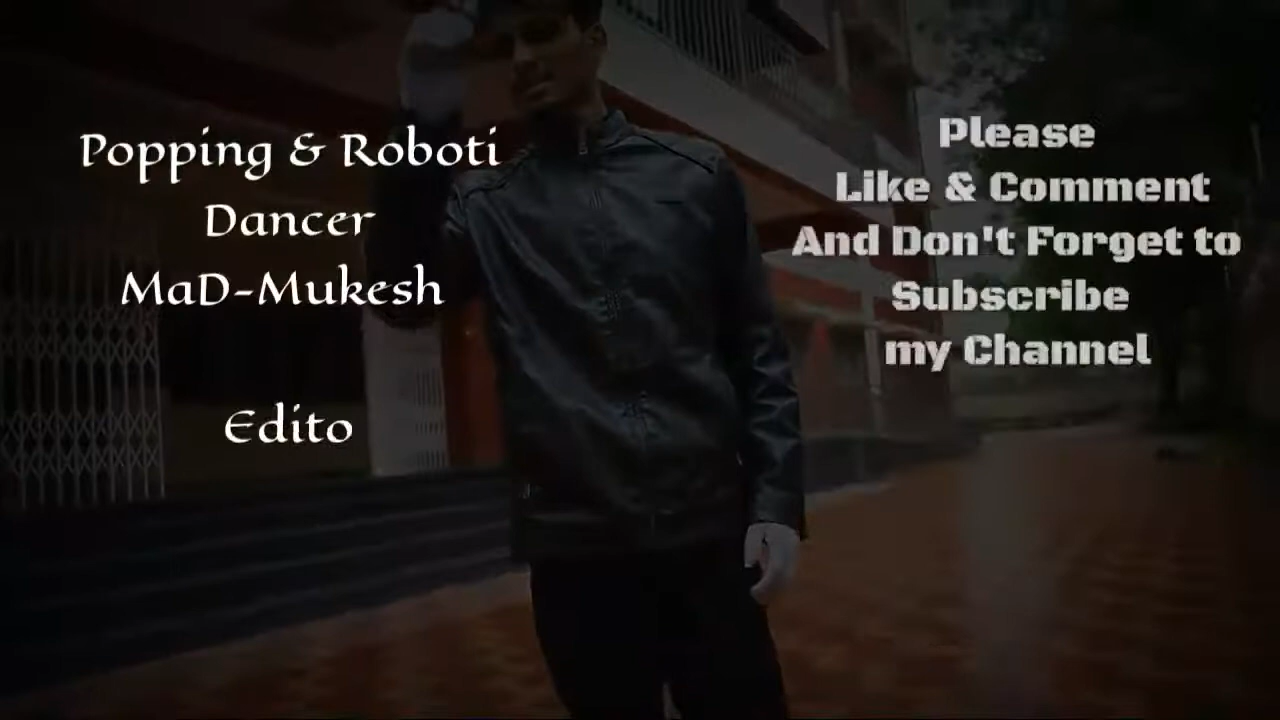 Popping & Roboti
Dancer
MaD-Mukesh
Edito
Please
Like & Comment
And Don't Forget to
Subscribe
my Channel